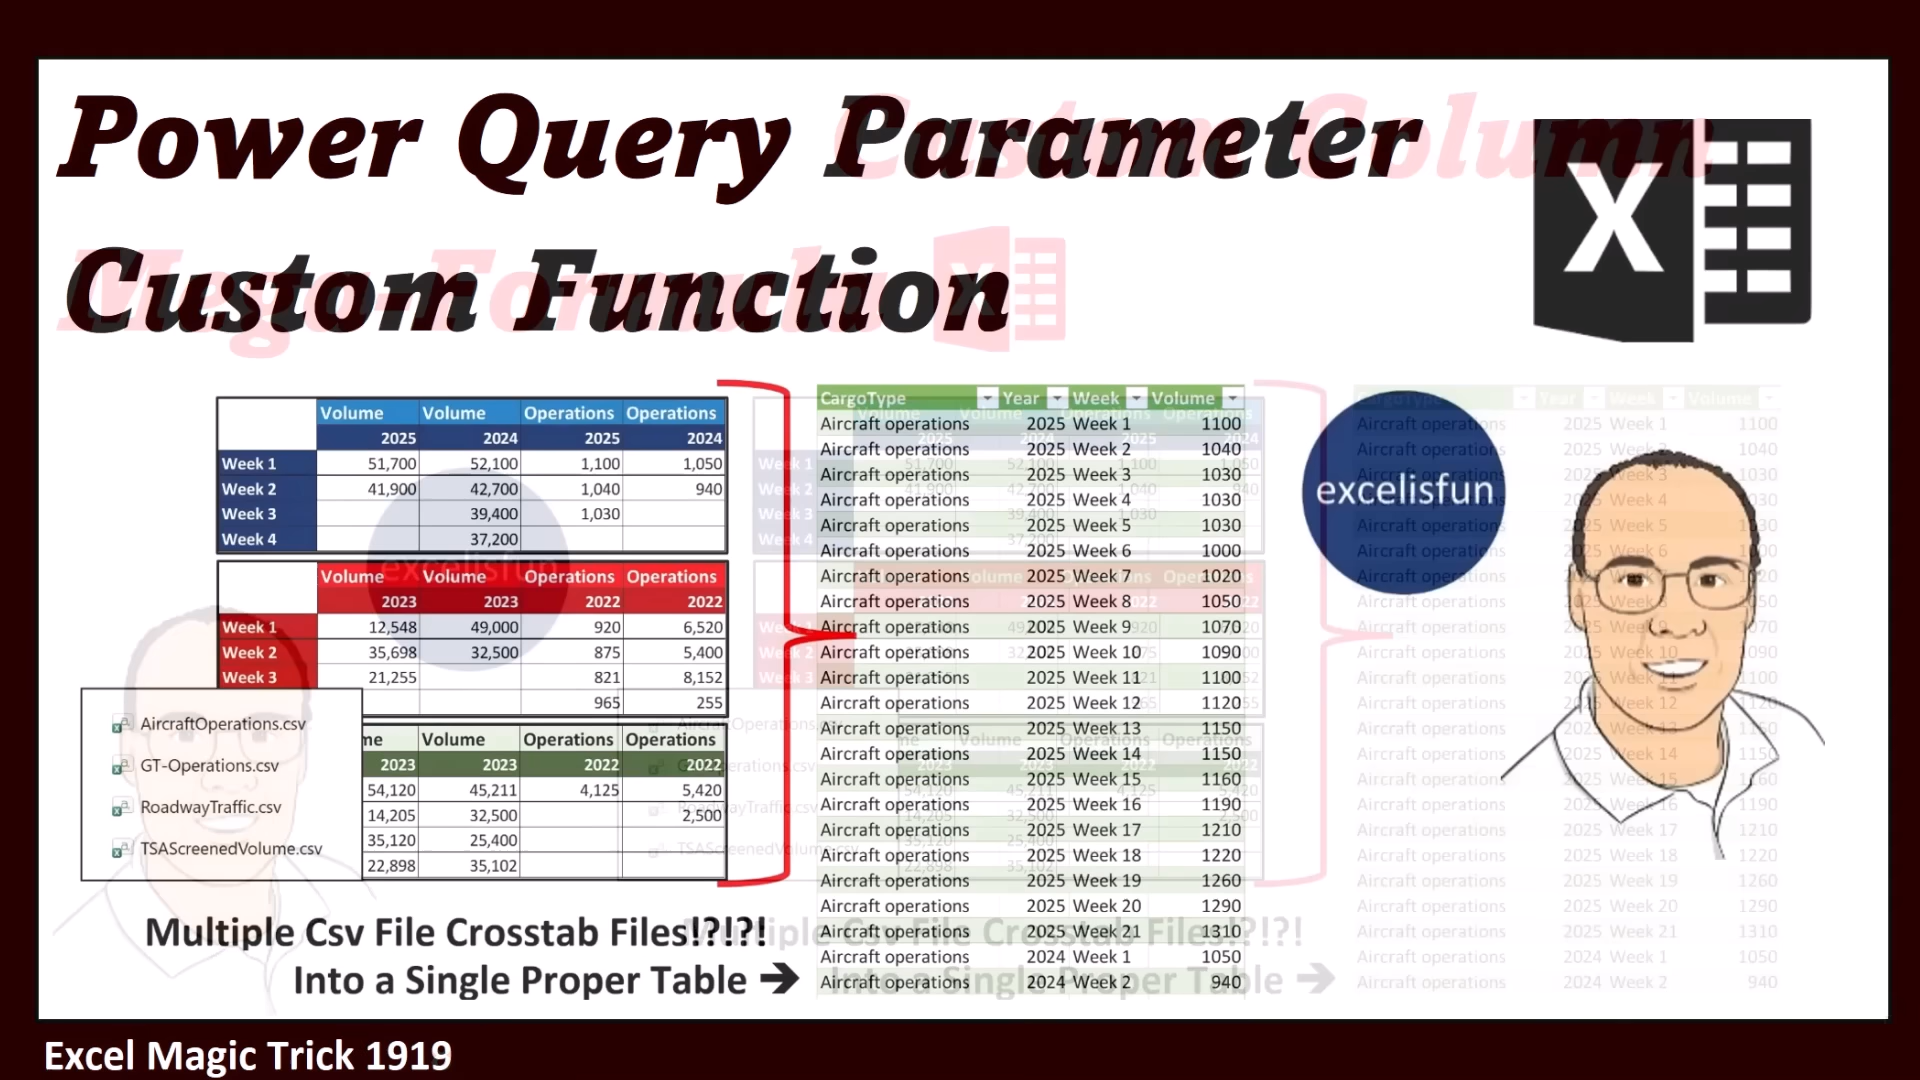 Power Query Parameter
Custom Function
Custom Column
Mega-Formula
X
Volume Volume Operations Operations
2025 2024 2025 2024
Week 1 51,700 52,100 1,100 1,050
Week 2 41,900 42,700 1,040 940
Week 3 39,400 1,030
Week 4 37,200
Volume Volume Operations Operations
2023 2023 2022 2022
Week 1 12,548 49,000 920 6,520
Week 2 35,698 32,500 875 5,400
Week 3 21,255 821 8,152
965 255
me Volume Operations Operations
2023 2023 2022 2022
54,120 45,211 4,125 5,420
14,205 32,500 2,500
35,120 25,400
22,898 35,102
AircraftOperations.csv
GT-Operations.csv
RoadwayTraffic.csv
TSAScreenedVolume.csv
CargoType Year Week Volume
Aircraft operations 2025 Week 1 1100
Aircraft operations 2025 Week 2 1040
Aircraft operations 2025 Week 3 1030
Aircraft operations 2025 Week 4 1030
Aircraft operations 2025 Week 5 1030
Aircraft operations 2025 Week 6 1000
Aircraft operations 2025 Week 7 1020
Aircraft operations 2025 Week 8 1050
Aircraft operations 2025 Week 9 1070
Aircraft operations 2025 Week 10 1090
Aircraft operations 2025 Week 11 1100
Aircraft operations 2025 Week 12 1120
Aircraft operations 2025 Week 13 1150
Aircraft operations 2025 Week 14 1150
Aircraft operations 2025 Week 15 1160
Aircraft operations 2025 Week 16 1190
Aircraft operations 2025 Week 17 1210
Aircraft operations 2025 Week 18 1220
Aircraft operations 2025 Week 19 1260
Aircraft operations 2025 Week 20 1290
Aircraft operations 2025 Week 21 1310
Aircraft operations 2024 Week 1 1050
Aircraft operations 2024 Week 2 940
excelisfun
Multiple Csv File Crosstab Files!?!?!
Into a Single Proper Table →
Excel Magic Trick 1919